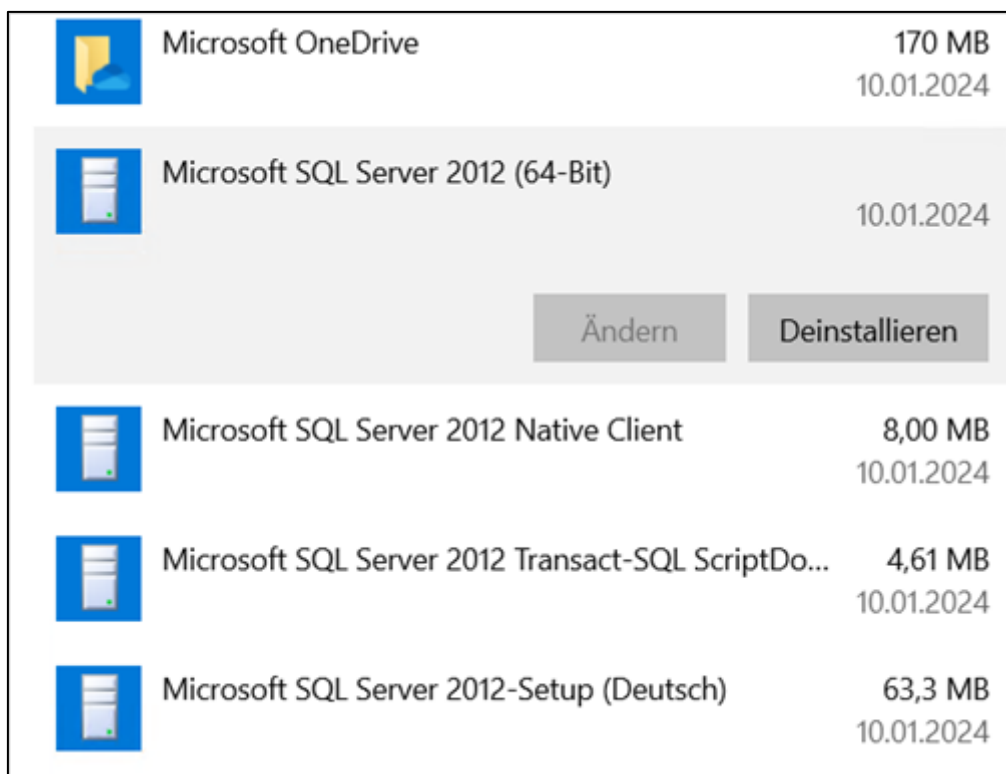 Microsoft OneDrive 170 MB
10.01.2024
Microsoft SQL Server 2012 (64-Bit)
10.01.2024
Ändern Deinstallieren
Microsoft SQL Server 2012 Native Client 8,00 MB
10.01.2024
Microsoft SQL Server 2012 Transact-SQL ScriptDo... 4,61 MB
10.01.2024
Microsoft SQL Server 2012-Setup (Deutsch) 63,3 MB
10.01.2024